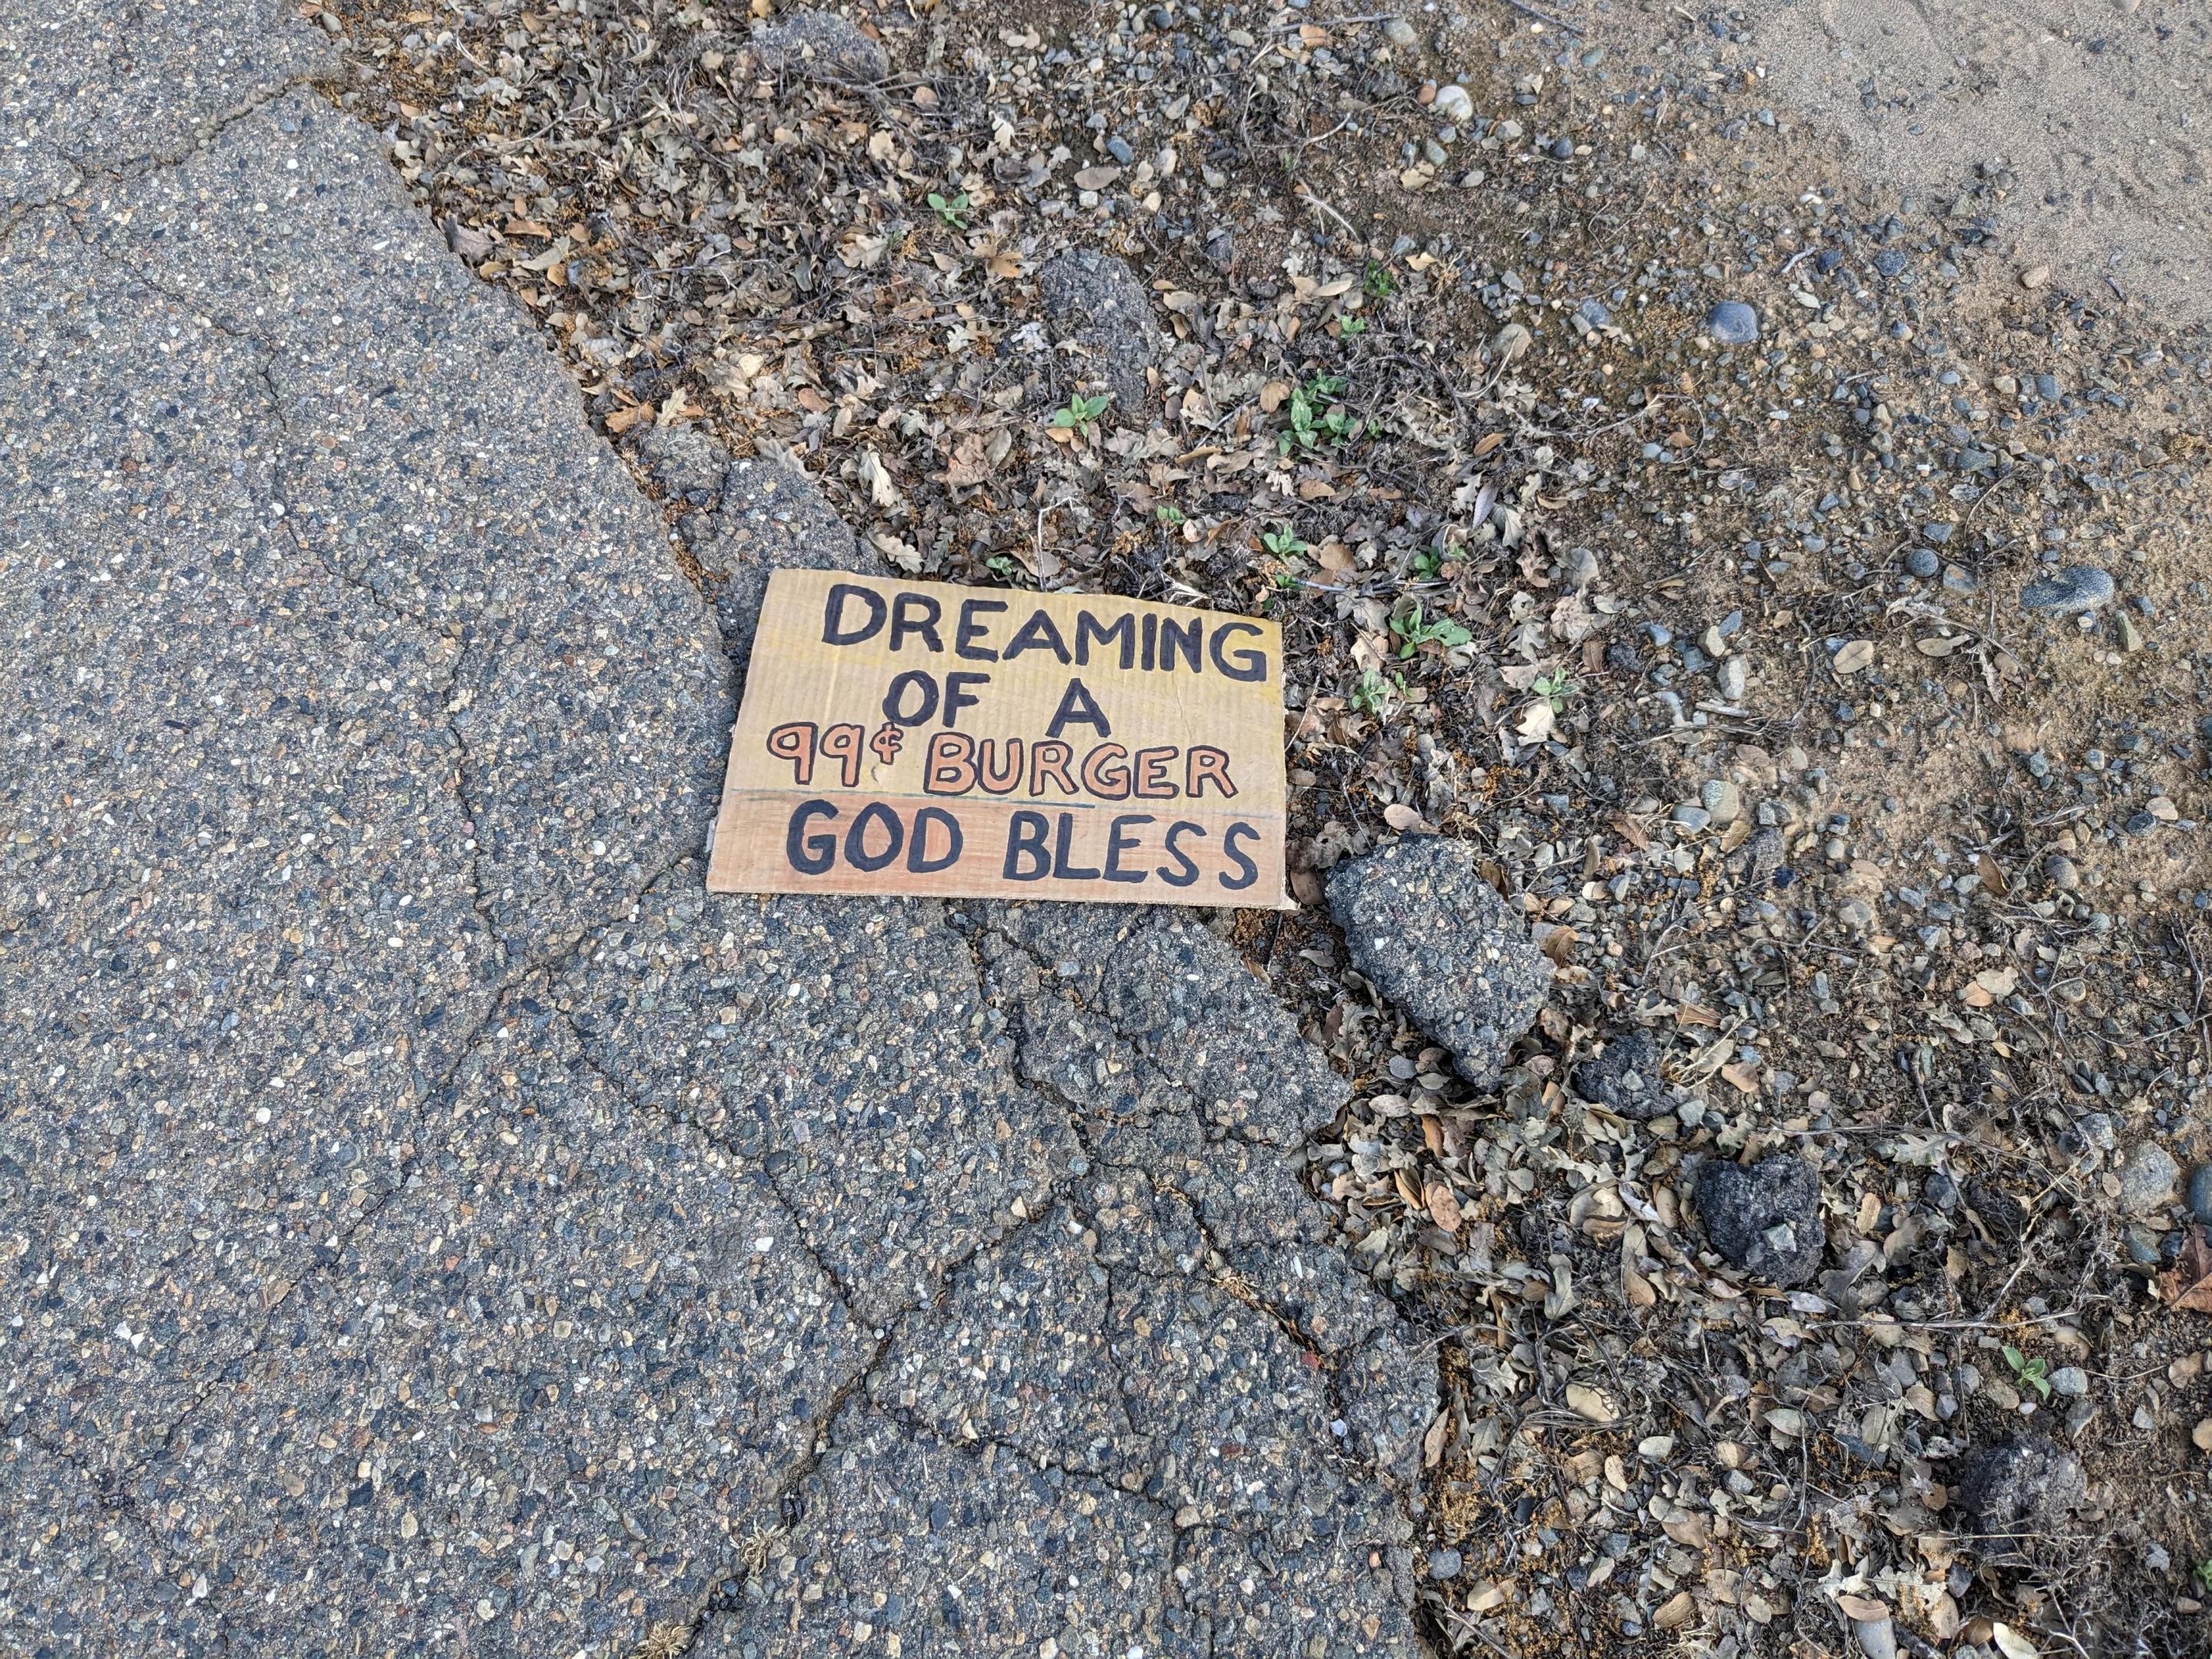 DREAMING
OF A
99¢ BURGER
GOD BLESS